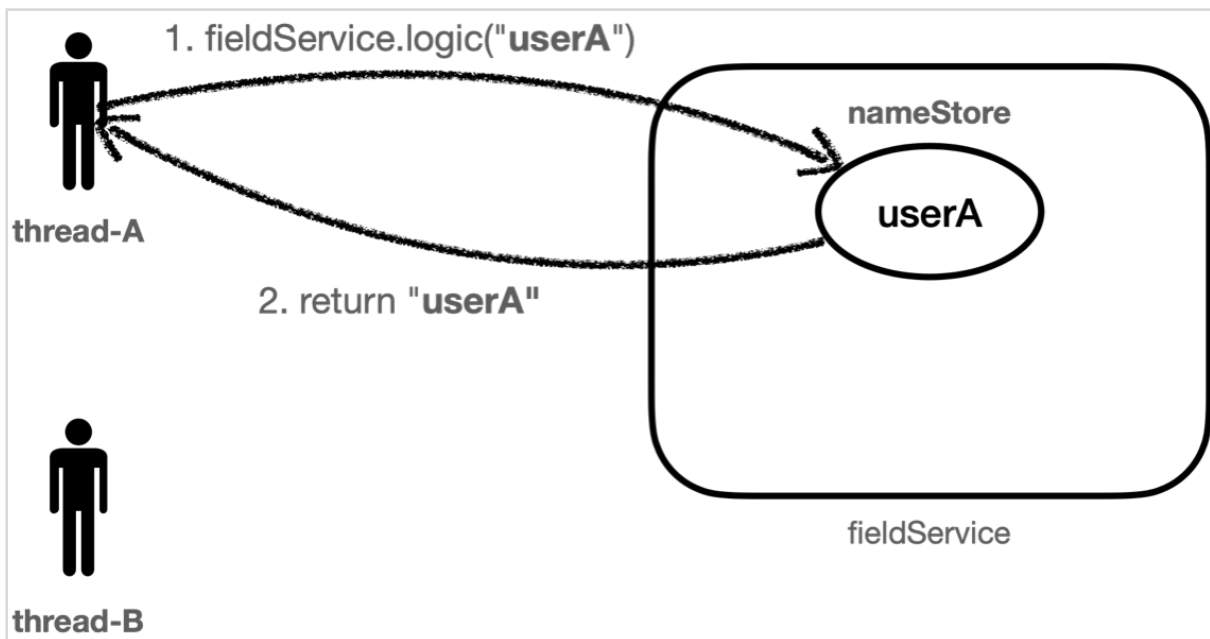 1. fieldService.logic("userA")
nameStore
userA
thread-A
2. return "userA"
fieldService
thread-B